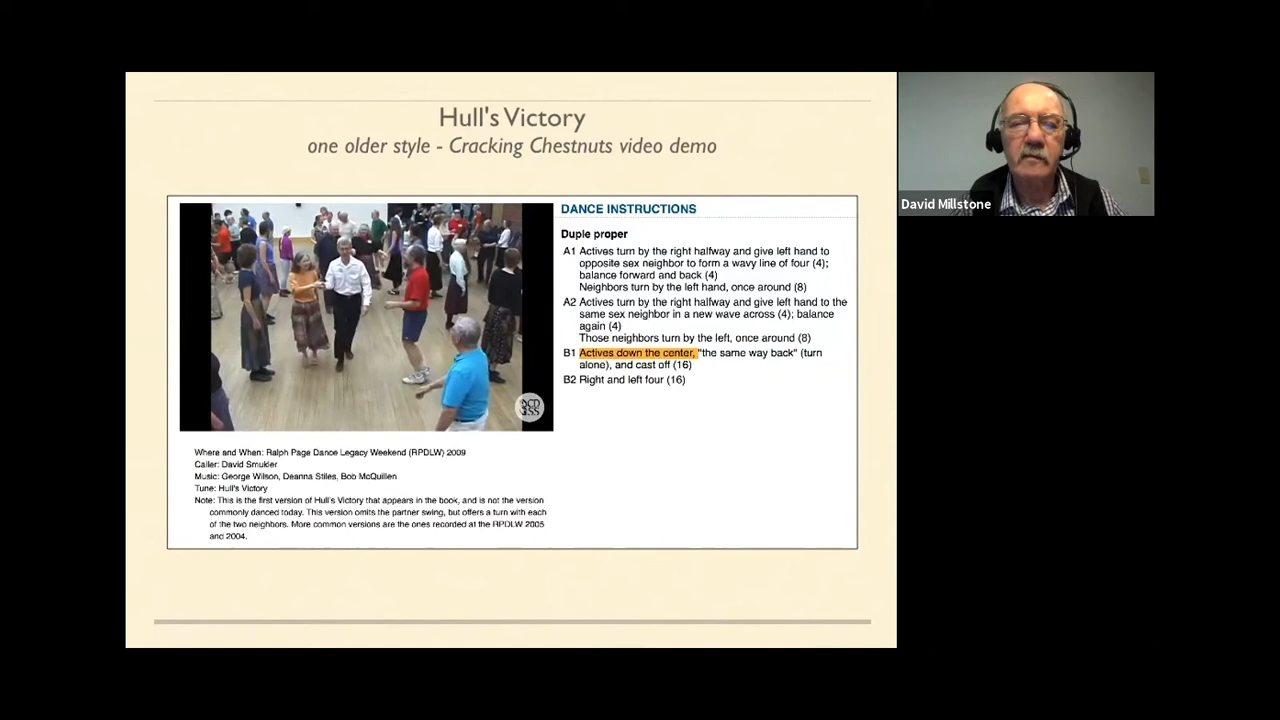 Hull's Victory
one older style - Cracking Chestnuts video demo
DANCE INSTRUCTIONS
Duple proper
A1 Actives turn by the right halfway and give left hand to
opposite sex neighbor to form a wavy line of four (4);
balance forward and back (4)
Neighbors turn by the left hand, once around (8)
A2 Actives turn by the right halfway and give left hand to the
same sex neighbor in a new wave across (4); balance
again (4)
Those neighbors turn by the left, once around (8)
B1 Actives down the center, "the same way back" (turn
alone), and cast off (16)
B2 Right and left four (16)
CD
SS
Where and When: Ralph Page Dance Legacy Weekend (RPDLW) 2009
Caller: David Smukler
Music: George Wilson, Deanna Stiles, Bob McQuillen
Tune: Hull's Victory
Note: This is the first version of Hull's Victory that appears in the book, and is not the version
commonly danced today. This version omits the partner swing, but offers a turn with each
of the two neighbors. More common versions are the ones recorded at the RPDLW 2005
and 2004.
David Millstone